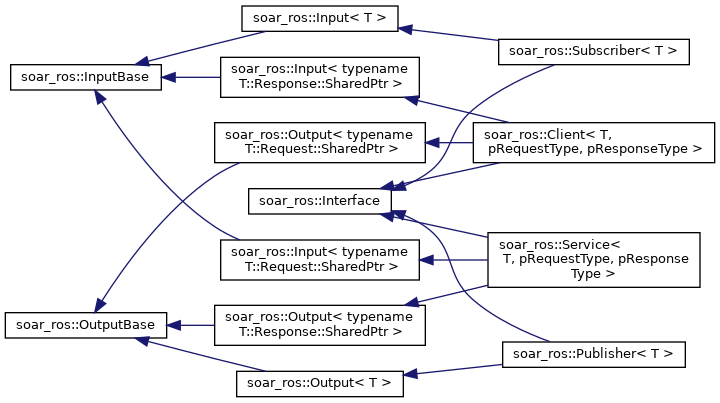 soar_ros::Input< T >
soar_ros::Subscriber< T >
soar_ros::InputBase
soar_ros::Input< typename
T::Response::SharedPtr >
soar_ros::Output< typename
T::Request::SharedPtr >
soar_ros::Client< T,
pRequestType, pResponseType >
soar_ros::Interface
soar_ros::Input< typename
T::Request::SharedPtr >
soar_ros::Service<
T, pRequestType, pResponse
Type >
soar_ros::OutputBase
soar_ros::Output< typename
T::Response::SharedPtr >
soar_ros::Publisher< T >
soar_ros::Output< T >